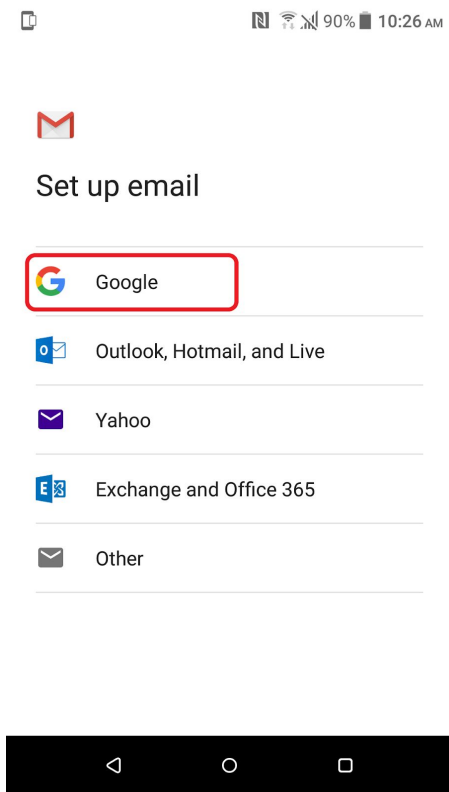 90% 10:26 AM
Set up email
Google
Outlook, Hotmail, and Live
Yahoo
Exchange and Office 365
Other